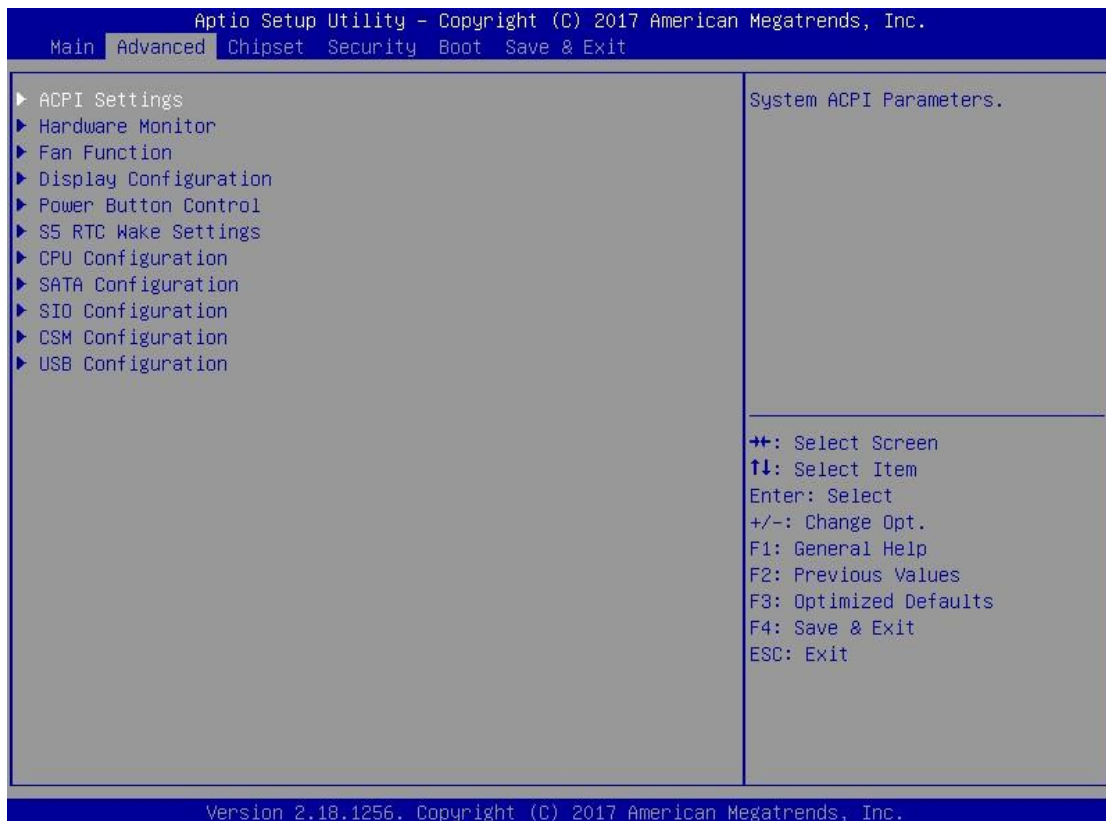 Aptio Setup Utility – Copyright (C) 2017 American Megatrends, Inc.
Main Advanced Chipset Security Boot Save & Exit
ACPI Settings
Hardware Monitor
Fan Function
Display Configuration
Power Button Control
S5 RTC Wake Settings
CPU Configuration
SATA Configuration
SIO Configuration
CSM Configuration
USB Configuration
System ACPI Parameters.
→←: Select Screen
↑↓: Select Item
Enter: Select
+/-: Change Opt.
F1: General Help
F2: Previous Values
F3: Optimized Defaults
F4: Save & Exit
ESC: Exit
Version 2.18.1256. Copyright (C) 2017 American Megatrends, Inc.